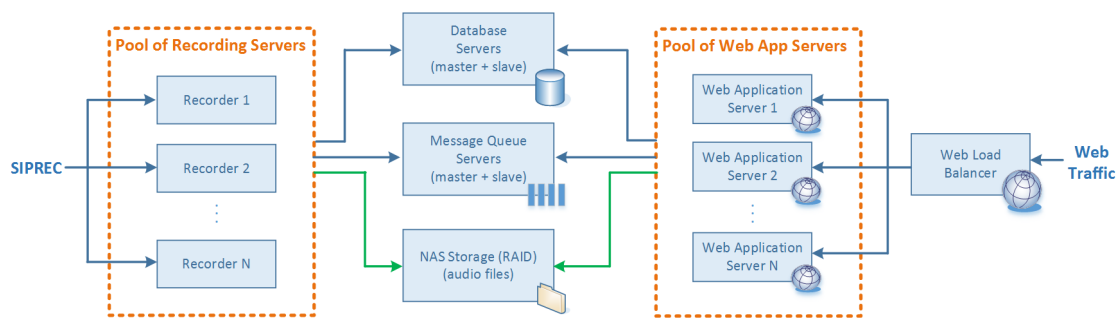 Pool of Recording Servers
Recorder 1
Recorder 2
Recorder N
SIPREC
Database
Servers
(master + slave)
Message Queue
Servers
(master + slave)
NAS Storage (RAID)
(audio files)
Pool of Web App Servers
Web Application
Server 1
Web Application
Server 2
Web Application
Server N
Web Load
Balancer
Web
Traffic